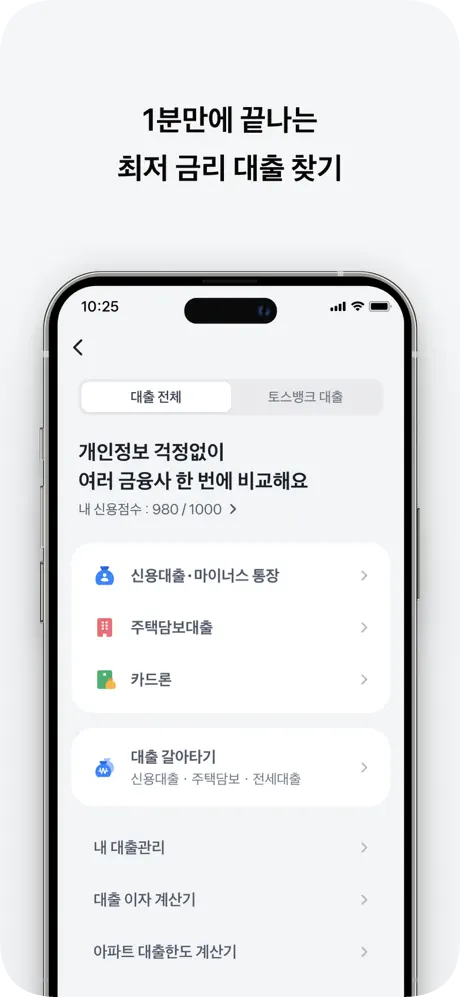 1분만에 끝나는
최저 금리 대출 찾기
10:25
대출 전체
토스뱅크 대출
개인정보 걱정없이
여러 금융사 한 번에 비교해요
내 신용점수 : 980 / 1000
신용대출·마이너스 통장
주택담보대출
카드론
대출 갈아타기
신용대출 · 주택담보 · 전세대출
내 대출관리
대출 이자 계산기
아파트 대출한도 계산기